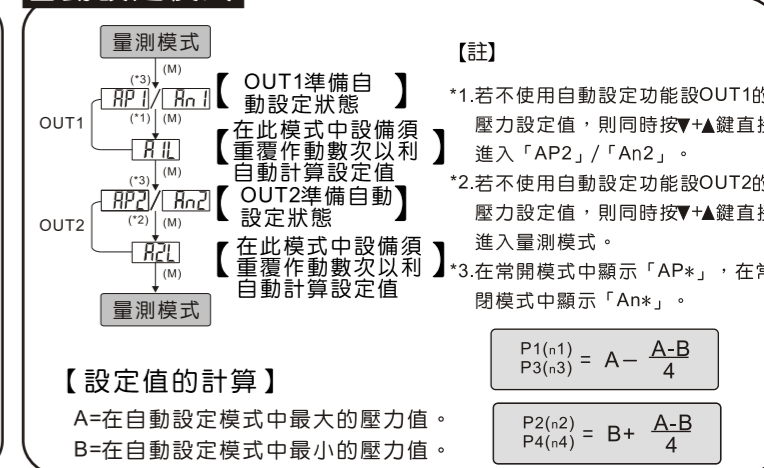 量測模式
(M)
(*3)
AP1/ An1
【 OUT1準備自動設定狀態 】
OUT1
(*1) (M)
A1L
【 在此模式中設備須重覆作動數次以利自動計算設定值 】
(M)
(*3)
AP2/ An2
【 OUT2準備自動設定狀態 】
OUT2
(*2) (M)
A2L
【 在此模式中設備須重覆作動數次以利自動計算設定值 】
(M)
量測模式
【註】
*1.若不使用自動設定功能設OUT1的
壓力設定值，則同時按▼+▲鍵直接
進入「AP2」/「An2」。
*2.若不使用自動設定功能設OUT2的
壓力設定值，則同時按▼+▲鍵直接
進入量測模式。
*3.在常開模式中顯示「AP*」，在常
閉模式中顯示「An*」。
【設定值的計算】
A=在自動設定模式中最大的壓力值。
B=在自動設定模式中最小的壓力值。
P1(n1)
P3(n3) = A− A-B
4
P2(n2)
P4(n4) = B+ A-B
4